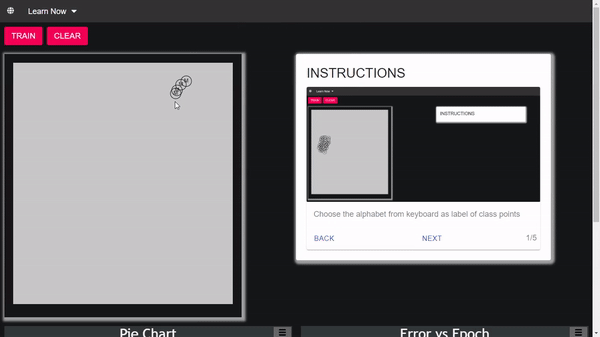 Learn Now
TRAIN CLEAR
INSTRUCTIONS
Learn Now
TRAIN CLEAR
INSTRUCTIONS
Choose the alphabet from keyboard as label of class points
BACK NEXT 1/5
Pie Chart
Error vs Epoch